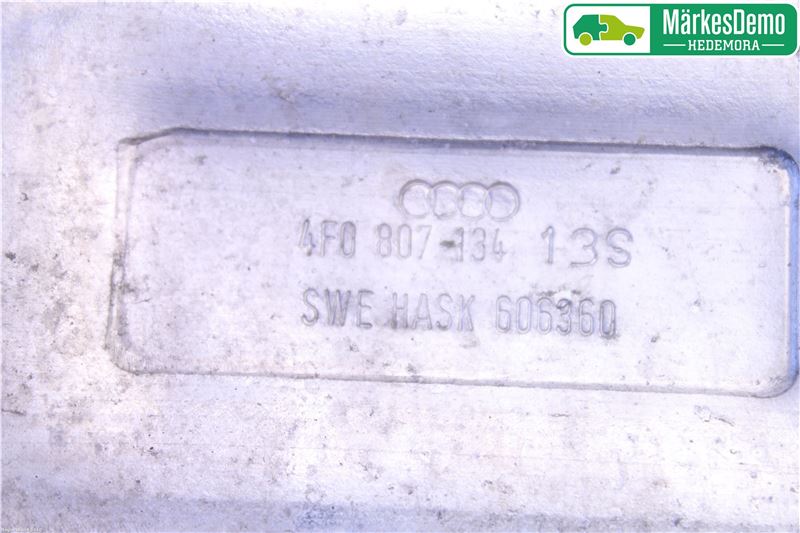 MärkesDemo
HEDEMORA
4F0 807 134 13S
SWE HASK 606360